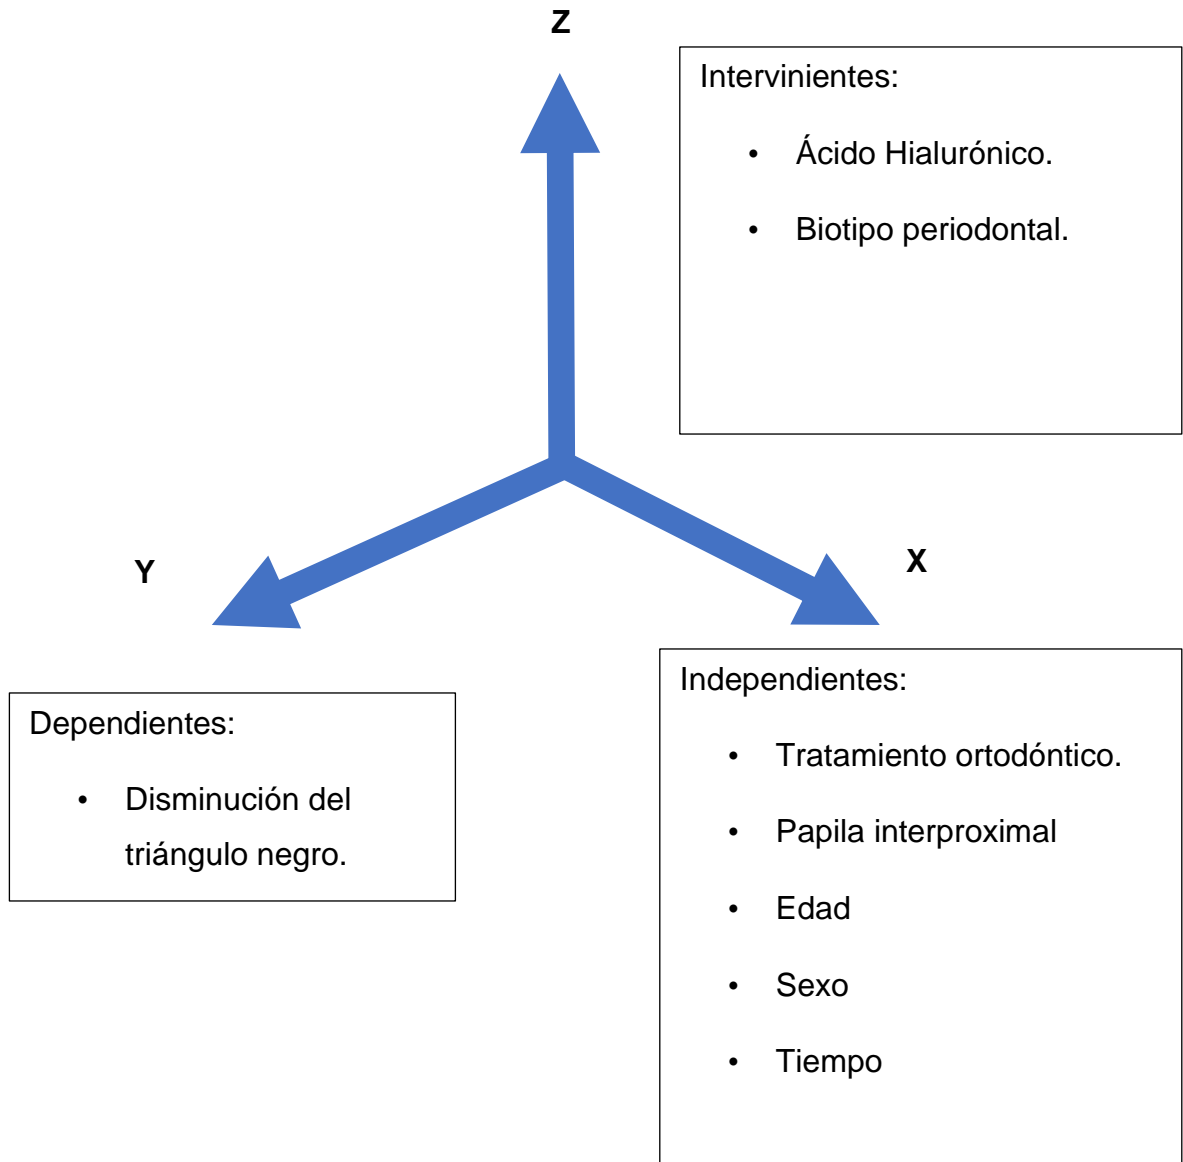 Z
Intervinientes:
• Ácido Hialurónico.
• Biotipo periodontal.
Y
X
Dependientes:
• Disminución del
triángulo negro.
Independientes:
• Tratamiento ortodóntico.
• Papila interproximal
• Edad
• Sexo
• Tiempo